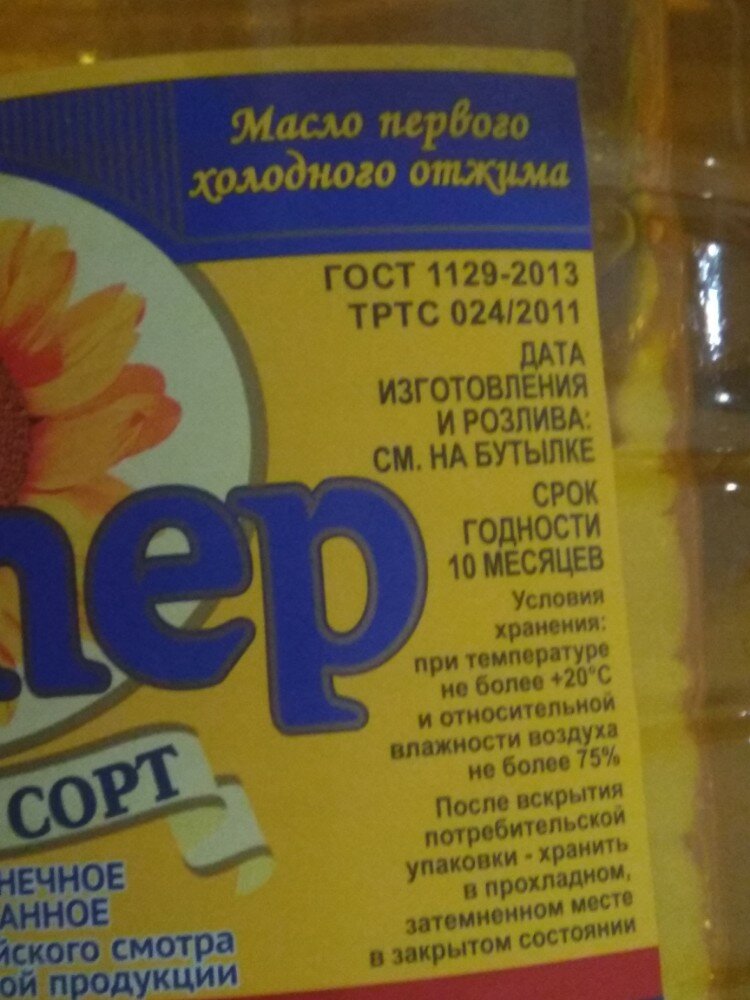 Масло первого
холодного отжима
ГОСТ 1129-2013
ТРТС 024/2011
ДАТА
ИЗГОТОВЛЕНИЯ
И РОЗЛИВА:
СМ. НА БУТЫЛКЕ
СРОК
ГОДНОСТИ
10 МЕСЯЦЕВ
Условия
хранения:
при температуре
не более +20°С
и относительной
влажности воздуха
не более 75%
После вскрытия
потребительской
упаковки - хранить
в прохладном,
затемненном месте
в закрытом состоянии
пер
СОРТ
НЕЧНОЕ
АННОЕ
йского смотра
ой продукции